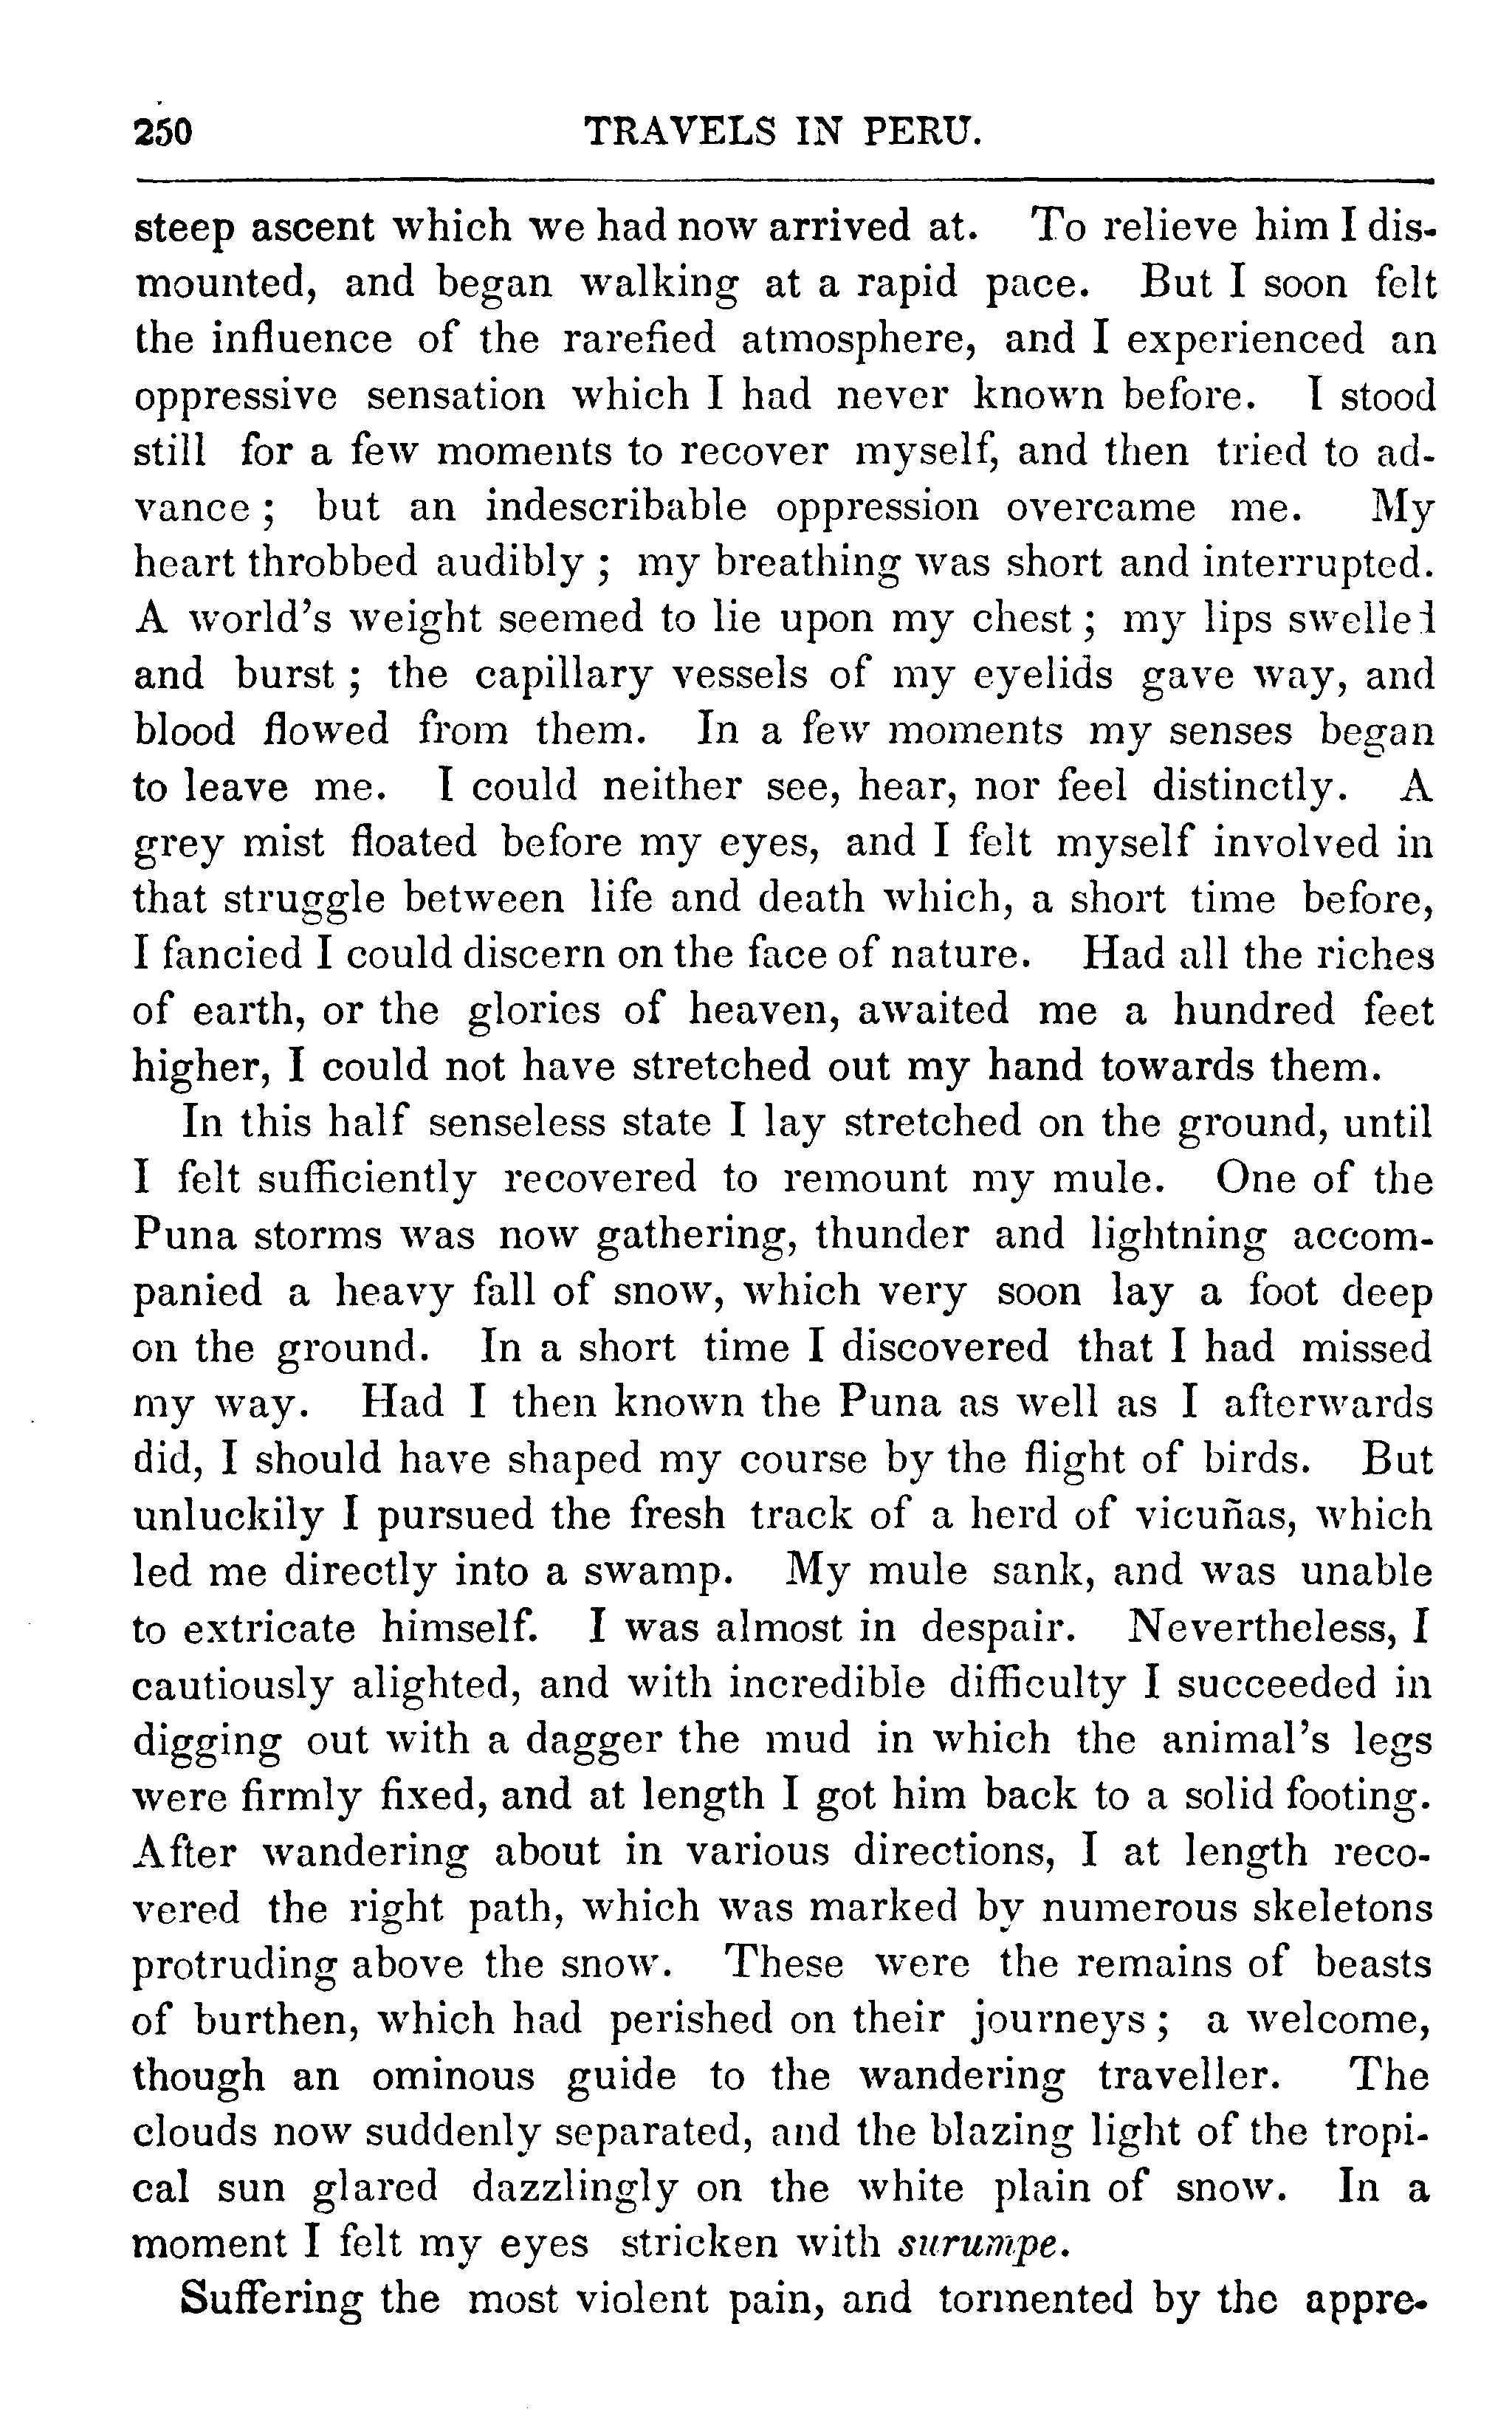 250 TRAVELS IN PERU.
steep ascent which we had now arrived at. To relieve him I dis-
mounted, and began walking at a rapid pace. But I soon felt
the influence of the rarefied atmosphere, and I experienced an
oppressive sensation which I had never known before. I stood
still for a few moments to recover myself, and then tried to ad-
vance ; but an indescribable oppression overcame me. My
heart throbbed audibly ; my breathing was short and interrupted.
A world's weight seemed to lie upon my chest ; my lips swelled
and burst ; the capillary vessels of my eyelids gave way, and
blood flowed from them. In a few moments my senses began
to leave me. I could neither see, hear, nor feel distinctly. A
grey mist floated before my eyes, and I felt myself involved in
that struggle between life and death which, a short time before,
I fancied I could discern on the face of nature. Had all the riches
of earth, or the glories of heaven, awaited me a hundred feet
higher, I could not have stretched out my hand towards them.
In this half senseless state I lay stretched on the ground, until
I felt sufficiently recovered to remount my mule. One of the
Puna storms was now gathering, thunder and lightning accom-
panied a heavy fall of snow, which very soon lay a foot deep
on the ground. In a short time I discovered that I had missed
my way. Had I then known the Puna as well as I afterwards
did, I should have shaped my course by the flight of birds. But
unluckily I pursued the fresh track of a herd of vicuñas, which
led me directly into a swamp. My mule sank, and was unable
to extricate himself. I was almost in despair. Nevertheless, I
cautiously alighted, and with incredible difficulty I succeeded in
digging out with a dagger the mud in which the animal's legs
were firmly fixed, and at length I got him back to a solid footing.
After wandering about in various directions, I at length reco-
vered the right path, which was marked by numerous skeletons
protruding above the snow. These were the remains of beasts
of burthen, which had perished on their journeys ; a welcome,
though an ominous guide to the wandering traveller. The
clouds now suddenly separated, and the blazing light of the tropi-
cal sun glared dazzlingly on the white plain of snow. In a
moment I felt my eyes stricken with surumpe.
Suffering the most violent pain, and tormented by the appre-